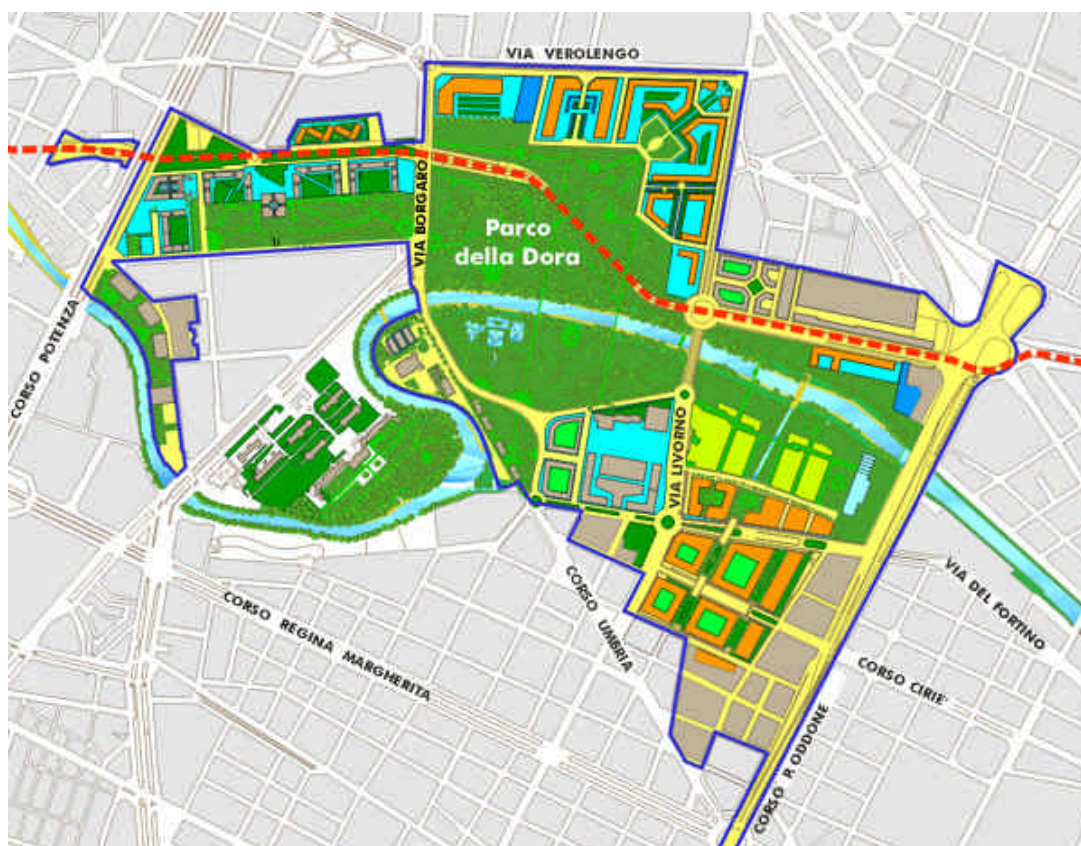 VIA VEROLENGO
VIA BORGARO
Parco
della Dora
CORSO POTENZA
VIA LIVORNO
CORSO REGINA MARGHERITA
CORSO UMBRIA
VIA DEL FORTINO
CORSO CIRIE'
CORSO P. ODDONE